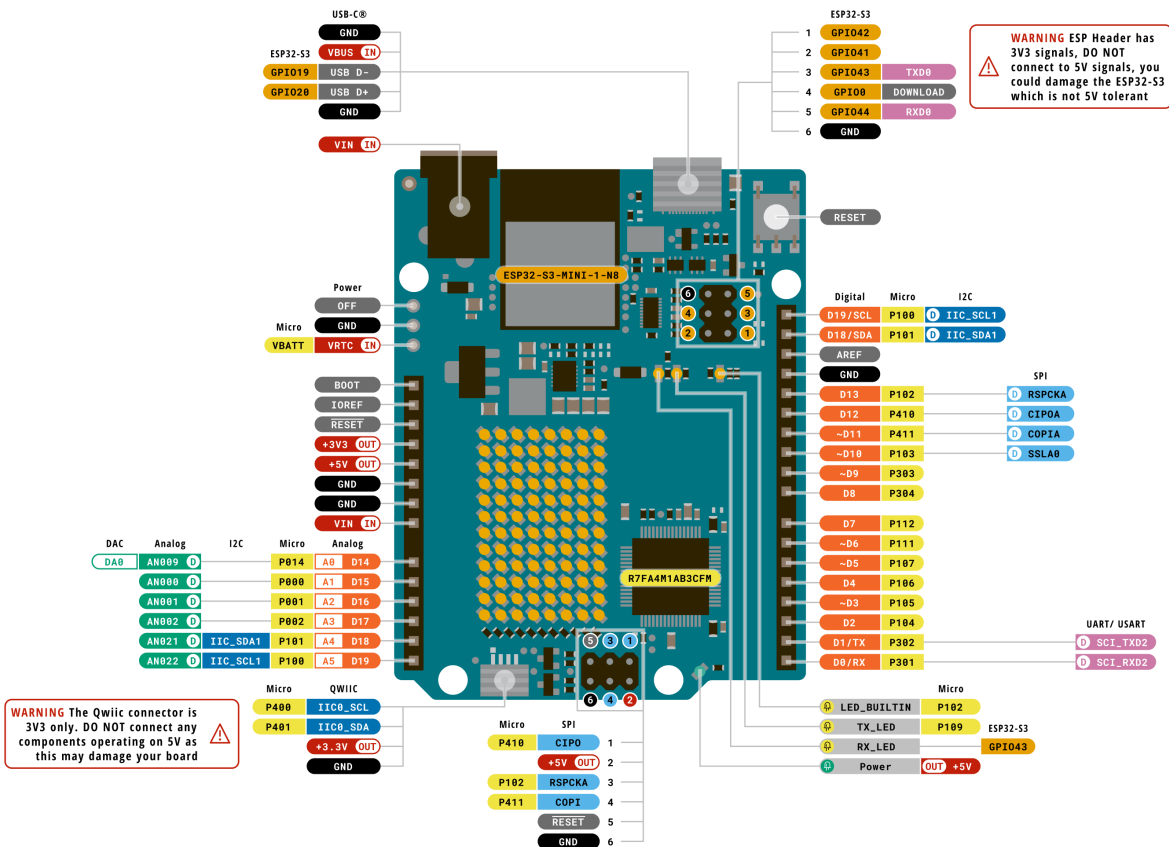 USB-C®
GND
VBUS IN
ESP32-S3
GPIO19 USB D-
GPIO20 USB D+
GND
VIN IN
ESP32-S3
1 GPIO42
2 GPIO41
3 GPIO43 TXD0
4 GPIO0 DOWNLOAD
5 GPIO44 RXD0
6 GND
WARNING ESP Header has
3V3 signals, DO NOT
connect to 5V signals, you
could damage the ESP32-S3
which is not 5V tolerant
RESET
ESP32-S3-MINI-1-N8
6 5
4 3
2 1
Power
OFF
Micro GND
VBATT VRTC IN
BOOT
IOREF
RESET
+3V3 OUT
+5V OUT
GND
GND
VIN IN
DAC Analog I2C Micro Analog
DA0 AN009 D P014 A0 D14
AN000 D P000 A1 D15
AN001 D P001 A2 D16
AN002 D P002 A3 D17
AN021 D IIC_SDA1 P101 A4 D18
AN022 D IIC_SCL1 P100 A5 D19
Digital Micro I2C
D19/SCL P100 D IIC_SCL1
D18/SDA P101 D IIC_SDA1
AREF
GND
SPI
D13 P102 D RSPCKA
D12 P410 D CIPOA
~D11 P411 D COPIA
~D10 P103 D SSLA0
~D9 P303
D8 P304
D7 P112
~D6 P111
~D5 P107
D4 P106
~D3 P105
D2 P104
UART/ USART
D1/TX P302 D SCI_TXD2
D0/RX P301 D SCI_RXD2
R7FA4M1AB3CFM
5 3 1
6 4 2
Micro QWIIC
P400 IIC0_SCL
P401 IIC0_SDA
+3.3V OUT
GND
WARNING The Qwiic connector is
3V3 only. DO NOT connect any
components operating on 5V as
this may damage your board
Micro SPI
P410 CIPO 1
+5V OUT 2
P102 RSPCKA 3
P411 COPI 4
RESET 5
GND 6
Micro
LED_BUILTIN P102
TX_LED P109
ESP32-S3
RX_LED GPIO43
Power OUT +5V